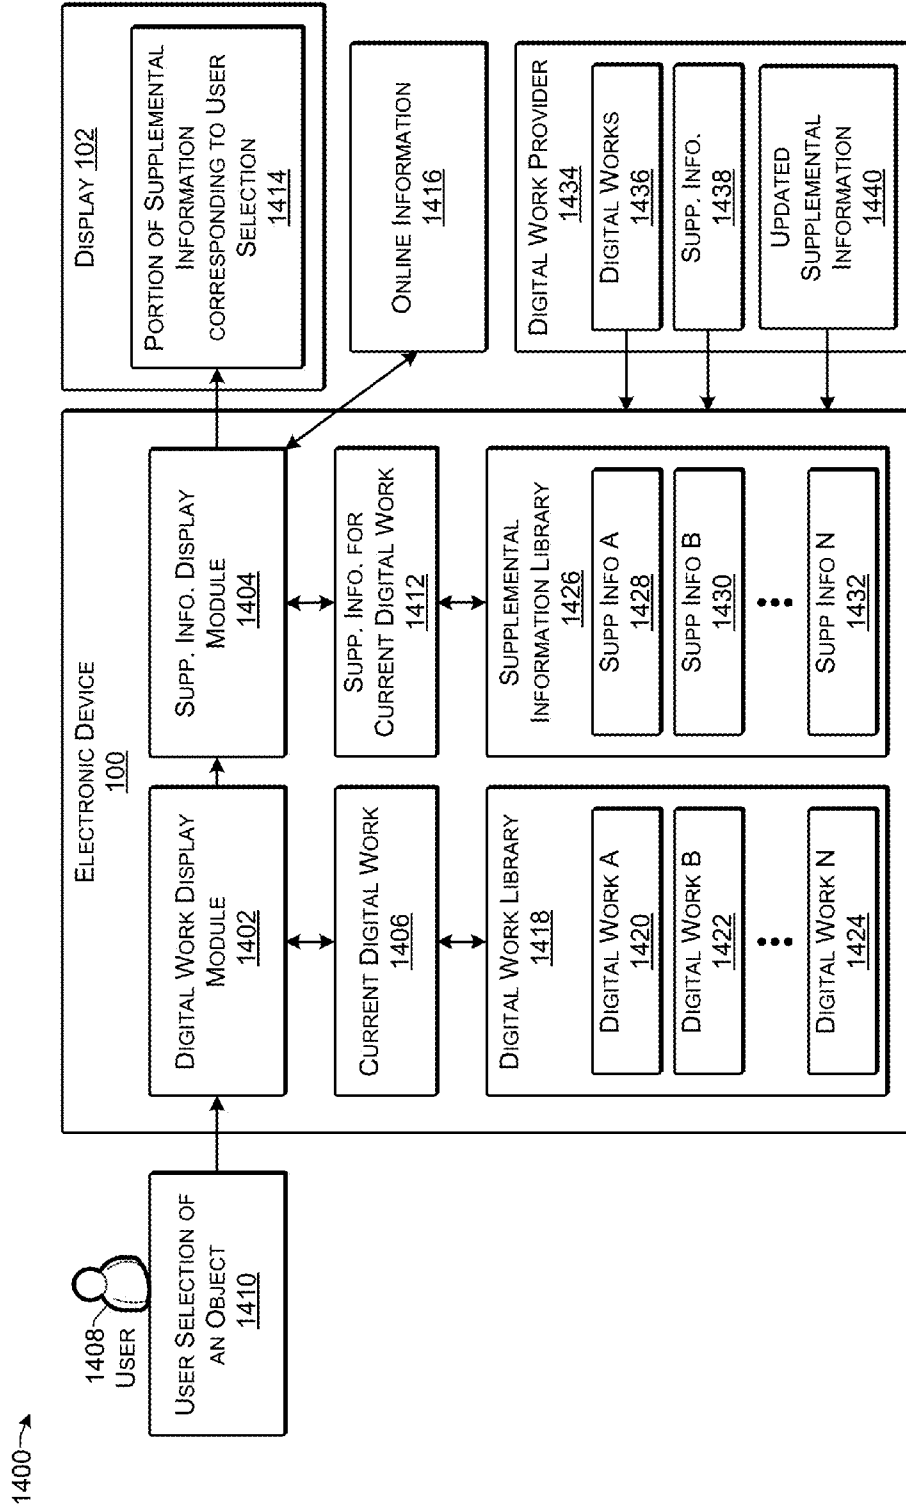 1400
1408
USER
USER SELECTION OF
AN OBJECT
1410
ELECTRONIC DEVICE
100
DIGITAL WORK DISPLAY
MODULE
1402
SUPP. INFO. DISPLAY
MODULE
1404
CURRENT DIGITAL WORK
1406
SUPP. INFO. FOR
CURRENT DIGITAL WORK
1412
DIGITAL WORK LIBRARY
1418
DIGITAL WORK A
1420
DIGITAL WORK B
1422
DIGITAL WORK N
1424
SUPPLEMENTAL
INFORMATION LIBRARY
1426
SUPP INFO A
1428
SUPP INFO B
1430
SUPP INFO N
1432
DISPLAY 102
PORTION OF SUPPLEMENTAL
INFORMATION
CORRESPONDING TO USER
SELECTION
1414
ONLINE INFORMATION
1416
DIGITAL WORK PROVIDER
1434
DIGITAL WORKS
1436
SUPP. INFO.
1438
UPDATED
SUPPLEMENTAL
INFORMATION
1440